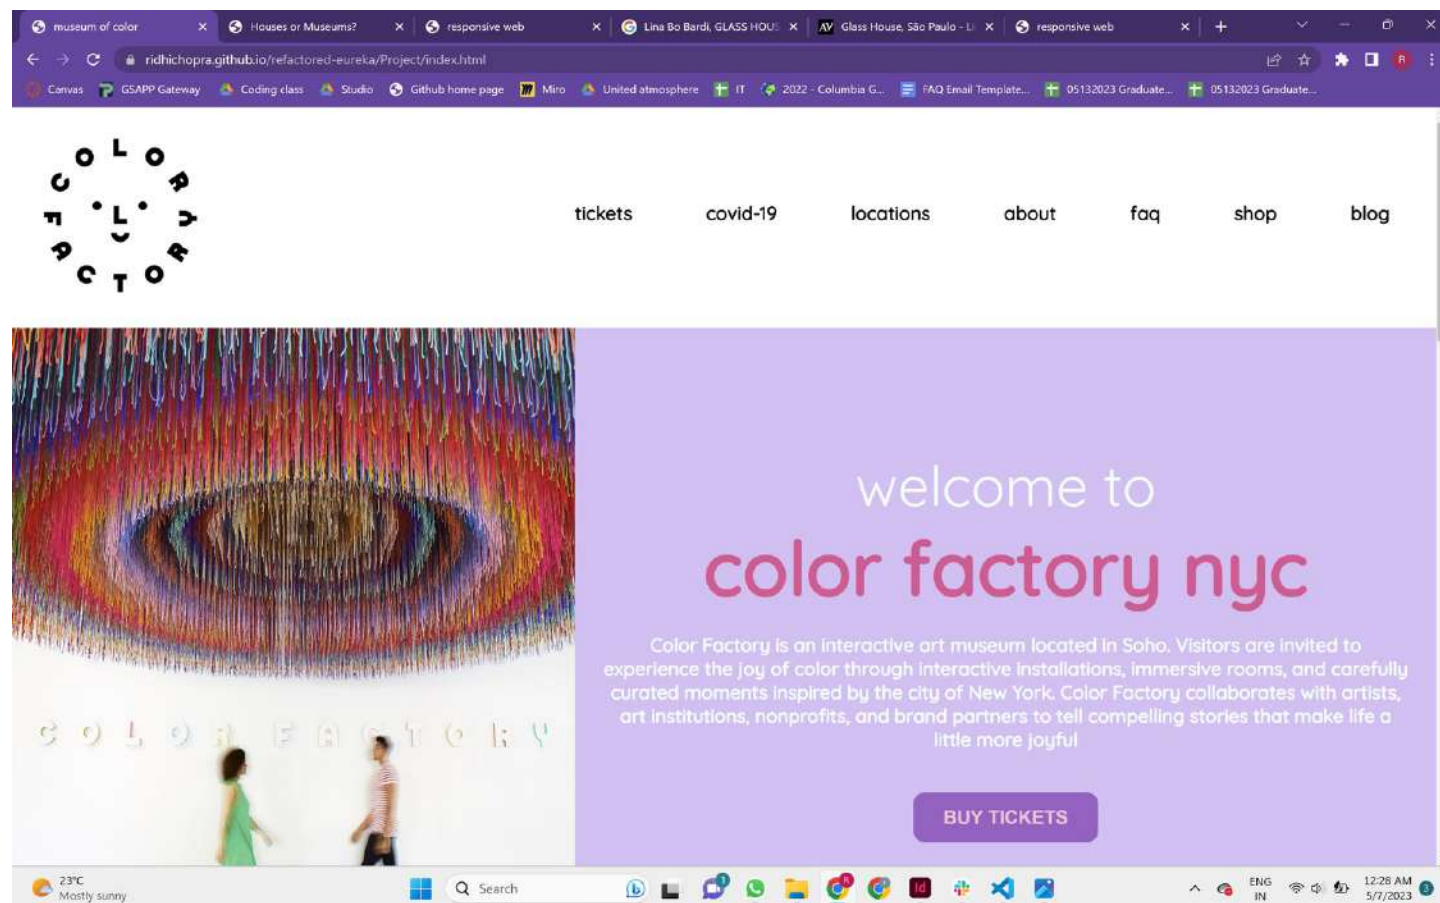 museum of color
Houses or Museums?
responsive web
Lina Bo Bardi, GLASS HOUS
Glass House, São Paulo - Li
responsive web
ridhichopra.github.io/refactored-eureka/Project/index.html
Canvas
GSAPP Gateway
Coding class
Studio
Github home page
Miro
United atmosphere
IT
2022 - Columbia G...
FAQ Email Template...
05132023 Graduate...
05132023 Graduate...
COLOR FACTORY
tickets
covid-19
locations
about
faq
shop
blog
COLOR FACTORY
welcome to
color factory nyc
Color Factory is an interactive art museum located in Soho. Visitors are invited to
experience the joy of color through interactive installations, immersive rooms, and carefully
curated moments inspired by the city of New York. Color Factory collaborates with artists,
art institutions, nonprofits, and brand partners to tell compelling stories that make life a
little more joyful
BUY TICKETS
23°C
Mostly sunny
Search
ENG
IN
12:28 AM
5/7/2023